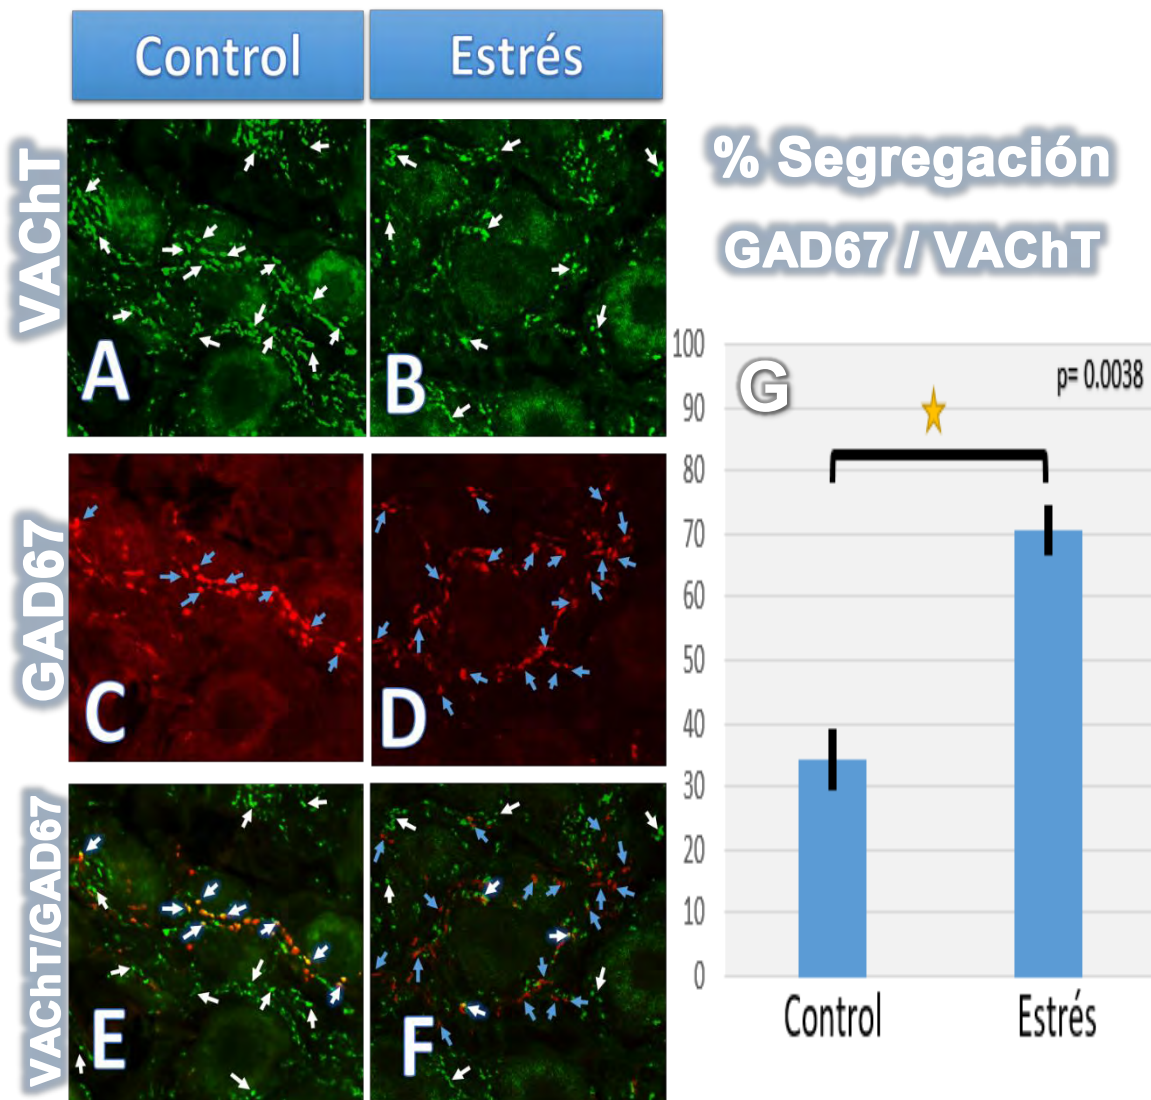 Control
Estrés
VAChT
A
B
GAD67
C
D
VAChT/GAD67
E
F
% Segregación
GAD67 / VAChT
G
p= 0.0038
100
90
80
70
60
50
40
30
20
10
0
Control
Estrés